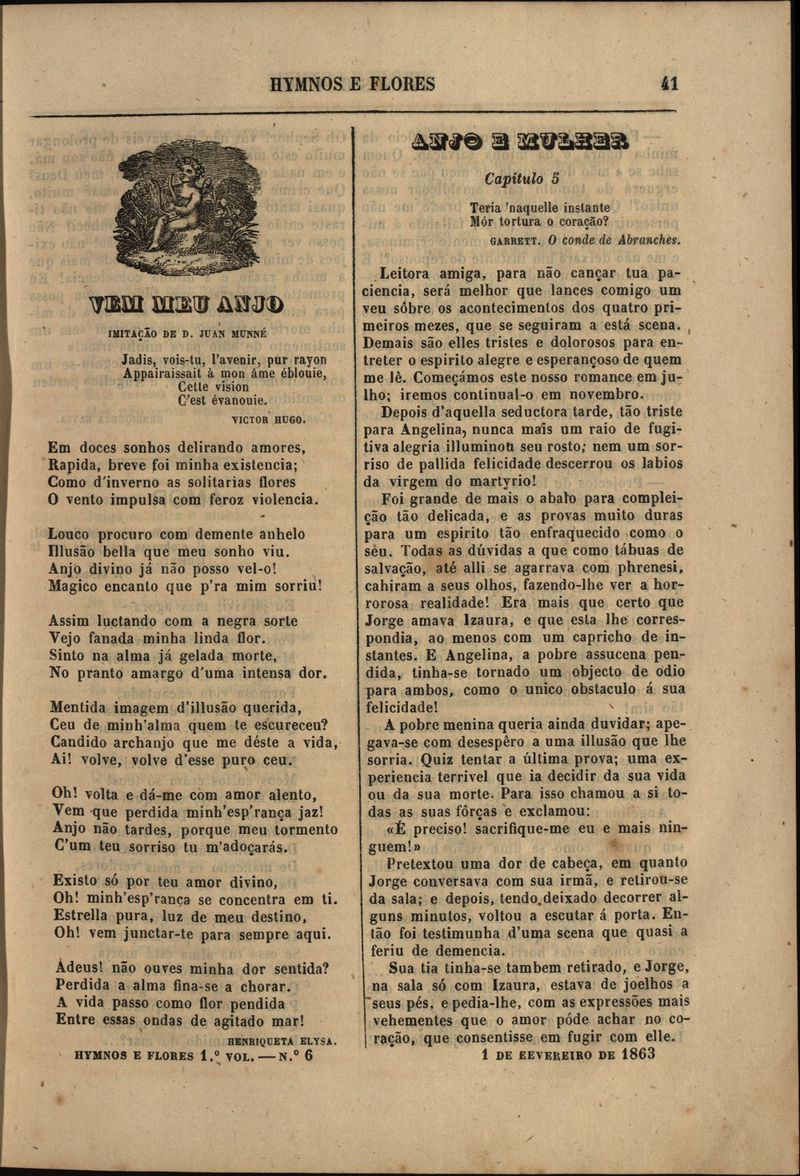 HYMNOS E FLORES 41
VEM MEU ANJO
IMITAÇÃO DE D. JUAN MUNNÉ
Jadis, vois-tu, l'avenir, pur rayon
Appairaissait à mon âme éblouie,
Cette vision
C'est évanouie.
VICTOR HUGO.
Em doces sonhos delirando amores,
Rapida, breve foi minha existencia;
Como d'inverno as solitarias flores
O vento impulsa com feroz violencia.
Louco procuro com demente anhelo
Illusão bella que meu sonho viu.
Anjo divino já não posso vel-o!
Magico encanto que p'ra mim sorriu!
Assim luctando com a negra sorte
Vejo fanada minha linda flor.
Sinto na alma já gelada morte,
No pranto amargo d'uma intensa dor.
Mentida imagem d'illusão querida,
Ceu de minh'alma quem te escureceu?
Candido archanjo que me déste a vida,
Ai! volve, volve d'esse puro ceu.
Oh! volta e dá-me com amor alento,
Vem que perdida minh'esp'rança jaz!
Anjo não tardes, porque meu tormento
C'um teu sorriso tu m'adoçarás.
Existo só por teu amor divino,
Oh! minh'esp'rança se concentra em ti.
Estrella pura, luz de meu destino,
Oh! vem junctar-te para sempre aqui.
Adeus! não ouves minha dor sentida?
Perdida a alma fina-se a chorar.
A vida passo como flor pendida
Entre essas ondas de agitado mar!
HENRIQUETA ELYSA.
HYMNOS E FLORES 1.º VOL. — N.º 6
ANJO E MULHER
Capitulo 5
Teria 'naquelle instante
Mór tortura o coração?
GARRETT. O conde de Abranches.
Leitora amiga, para não cançar tua pa-
ciencia, será melhor que lances comigo um
veu sôbre os acontecimentos dos quatro pri-
meiros mezes, que se seguiram a está scena.
Demais são elles tristes e dolorosos para en-
treter o espirito alegre e esperançoso de quem
me lê. Começámos este nosso romance em ju-
lho; iremos continual-o em novembro.
Depois d'aquella seductora tarde, tão triste
para Angelina, nunca mais um raio de fugi-
tiva alegria illuminou seu rosto; nem um sor-
riso de pallida felicidade descerrou os labios
da virgem do martyrio!
Foi grande de mais o abalo para complei-
ção tão delicada, e as provas muito duras
para um espirito tão enfraquecido como o
seu. Todas as dúvidas a que como tábuas de
salvação, até alli se agarrava com phrenesi,
cahiram a seus olhos, fazendo-lhe ver a hor-
rorosa realidade! Era mais que certo que
Jorge amava Izaura, e que esta lhe corres-
pondia, ao menos com um capricho de in-
stantes. E Angelina, a pobre assucena pen-
dida, tinha-se tornado um objecto de odio
para ambos, como o unico obstaculo á sua
felicidade!
A pobre menina queria ainda duvidar; ape-
gava-se com desespêro a uma illusão que lhe
sorria. Quiz tentar a última prova; uma ex-
periencia terrivel que ia decidir da sua vida
ou da sua morte. Para isso chamou a si to-
das as suas fôrças e exclamou:
«É preciso! sacrifique-me eu e mais nin-
guem!»
Pretextou uma dor de cabeça, em quanto
Jorge conversava com sua irmã, e retirou-se
da sala; e depois, tendo deixado decorrer al-
guns minutos, voltou a escutar á porta. En-
tão foi testimunha d'uma scena que quasi a
feriu de demencia.
Sua tia tinha-se tambem retirado, e Jorge,
na sala só com Izaura, estava de joelhos a
seus pés, e pedia-lhe, com as expressões mais
vehementes que o amor póde achar no co-
ração, que consentisse em fugir com elle.
1 DE EEVEREIRO DE 1863